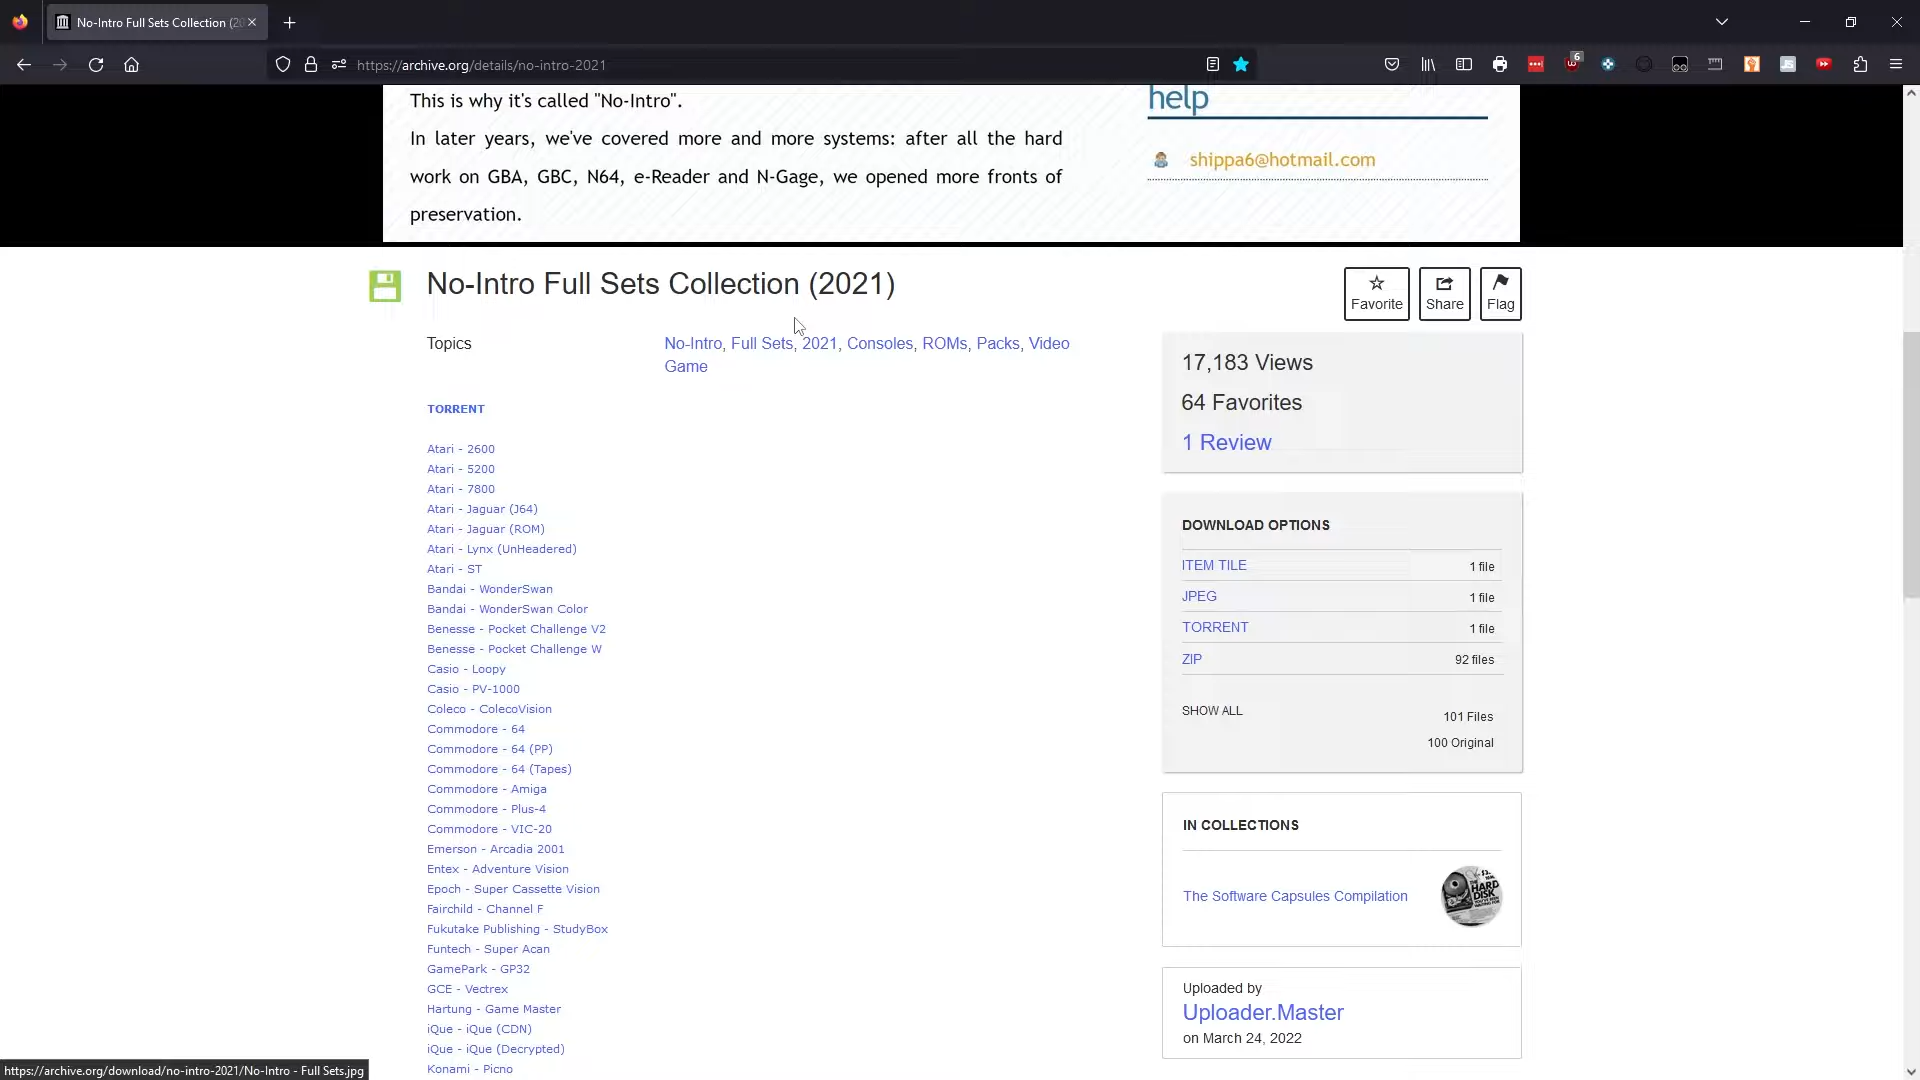 No-Intro Full Sets Collection (20
https://archive.org/details/no-intro-2021
6
This is why it's called "No-Intro".
In later years, we've covered more and more systems: after all the hard
work on GBA, GBC, N64, e-Reader and N-Gage, we opened more fronts of
preservation.
help
shippa6@hotmail.com
No-Intro Full Sets Collection (2021)
Favorite
Share
Flag
Topics
No-Intro, Full Sets, 2021, Consoles, ROMs, Packs, Video
Game
TORRENT
Atari - 2600
Atari - 5200
Atari - 7800
Atari - Jaguar (J64)
Atari - Jaguar (ROM)
Atari - Lynx (UnHeadered)
Atari - ST
Bandai - WonderSwan
Bandai - WonderSwan Color
Benesse - Pocket Challenge V2
Benesse - Pocket Challenge W
Casio - Loopy
Casio - PV-1000
Coleco - ColecoVision
Commodore - 64
Commodore - 64 (PP)
Commodore - 64 (Tapes)
Commodore - Amiga
Commodore - Plus-4
Commodore - VIC-20
Emerson - Arcadia 2001
Entex - Adventure Vision
Epoch - Super Cassette Vision
Fairchild - Channel F
Fukutake Publishing - StudyBox
Funtech - Super Acan
GamePark - GP32
GCE - Vectrex
Hartung - Game Master
iQue - iQue (CDN)
iQue - iQue (Decrypted)
Konami - Picno
17,183 Views
64 Favorites
1 Review
DOWNLOAD OPTIONS
ITEM TILE 1 file
JPEG 1 file
TORRENT 1 file
ZIP 92 files
SHOW ALL 101 Files
100 Original
IN COLLECTIONS
The Software Capsules Compilation
HARD
DISK
Uploaded by
Uploader.Master
on March 24, 2022
https://archive.org/download/no-intro-2021/No-Intro - Full Sets.jpg